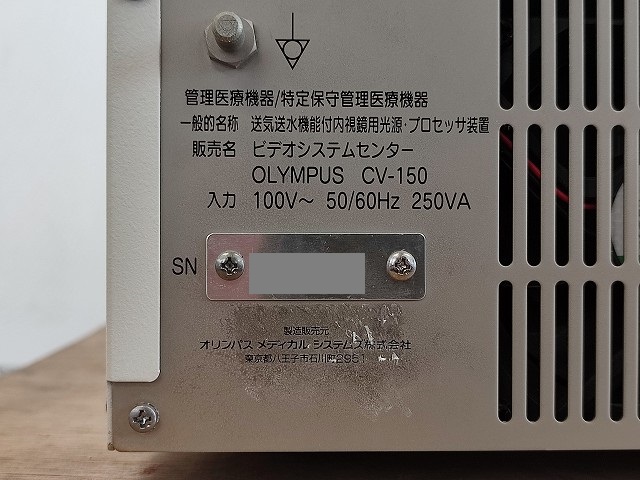 管理医療機器/特定保守管理医療機器
一般的名称 送気送水機能付内視鏡用光源・プロセッサ装置
販売名 ビデオシステムセンター
OLYMPUS CV-150
入力 100V～ 50/60Hz 250VA
SN
製造販売元
オリンパス メディカル システムズ株式会社
東京都八王子市石川町2951